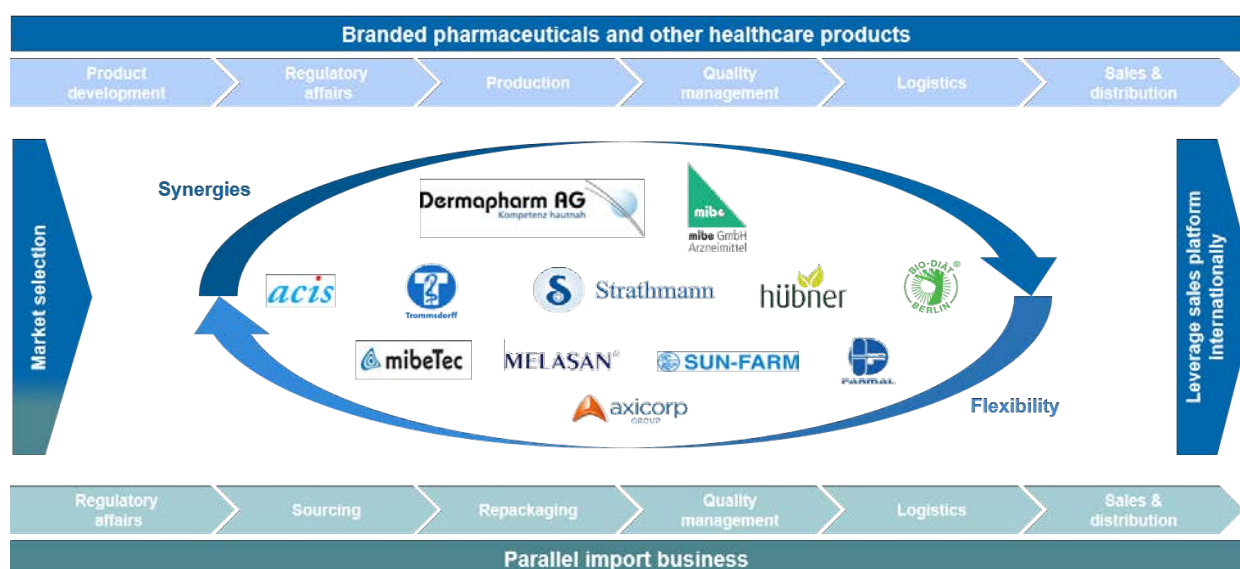 Branded pharmaceuticals and other healthcare products
Product
development
Regulatory
affairs
Production
Quality
management
Logistics
Sales &
distribution
Market selection
Synergies
Dermapharm AG
Kompetenz hautnah
mibe
mibe GmbH
Arzneimittel
acis
Trommsdorff
Strathmann
hübner
BIO-DIÄT®
BERLIN
mibeTec
MELASAN®
SUN-FARM
FARMAL
axicorp
GROUP
Flexibility
Leverage sales platform
Internationally
Regulatory
affairs
Sourcing
Repackaging
Quality
management
Logistics
Sales &
distribution
Parallel import business